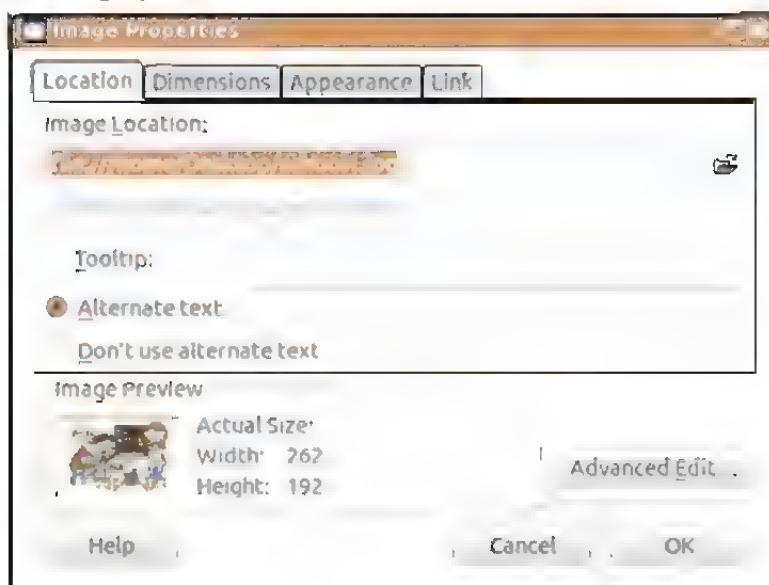 Image Properties
Location Dimensions Appearance Link
Image Location:
Tooltip:
Alternate text
Don't use alternate text
Image Preview
Actual Size:
Width: 262
Height: 192
Advanced Edit
Help Cancel OK